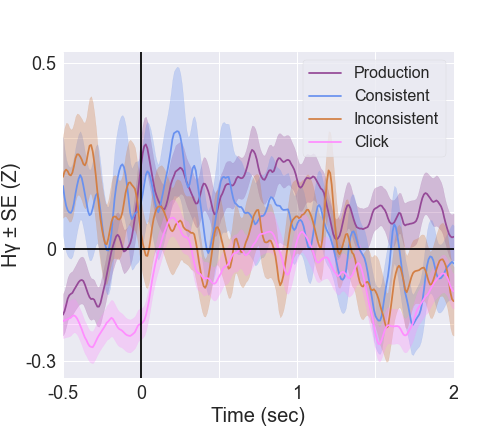 0.5
0
-0.3
Hγ ± SE (Z)
Production
Consistent
Inconsistent
Click
-0.5 0 1 2
Time (sec)